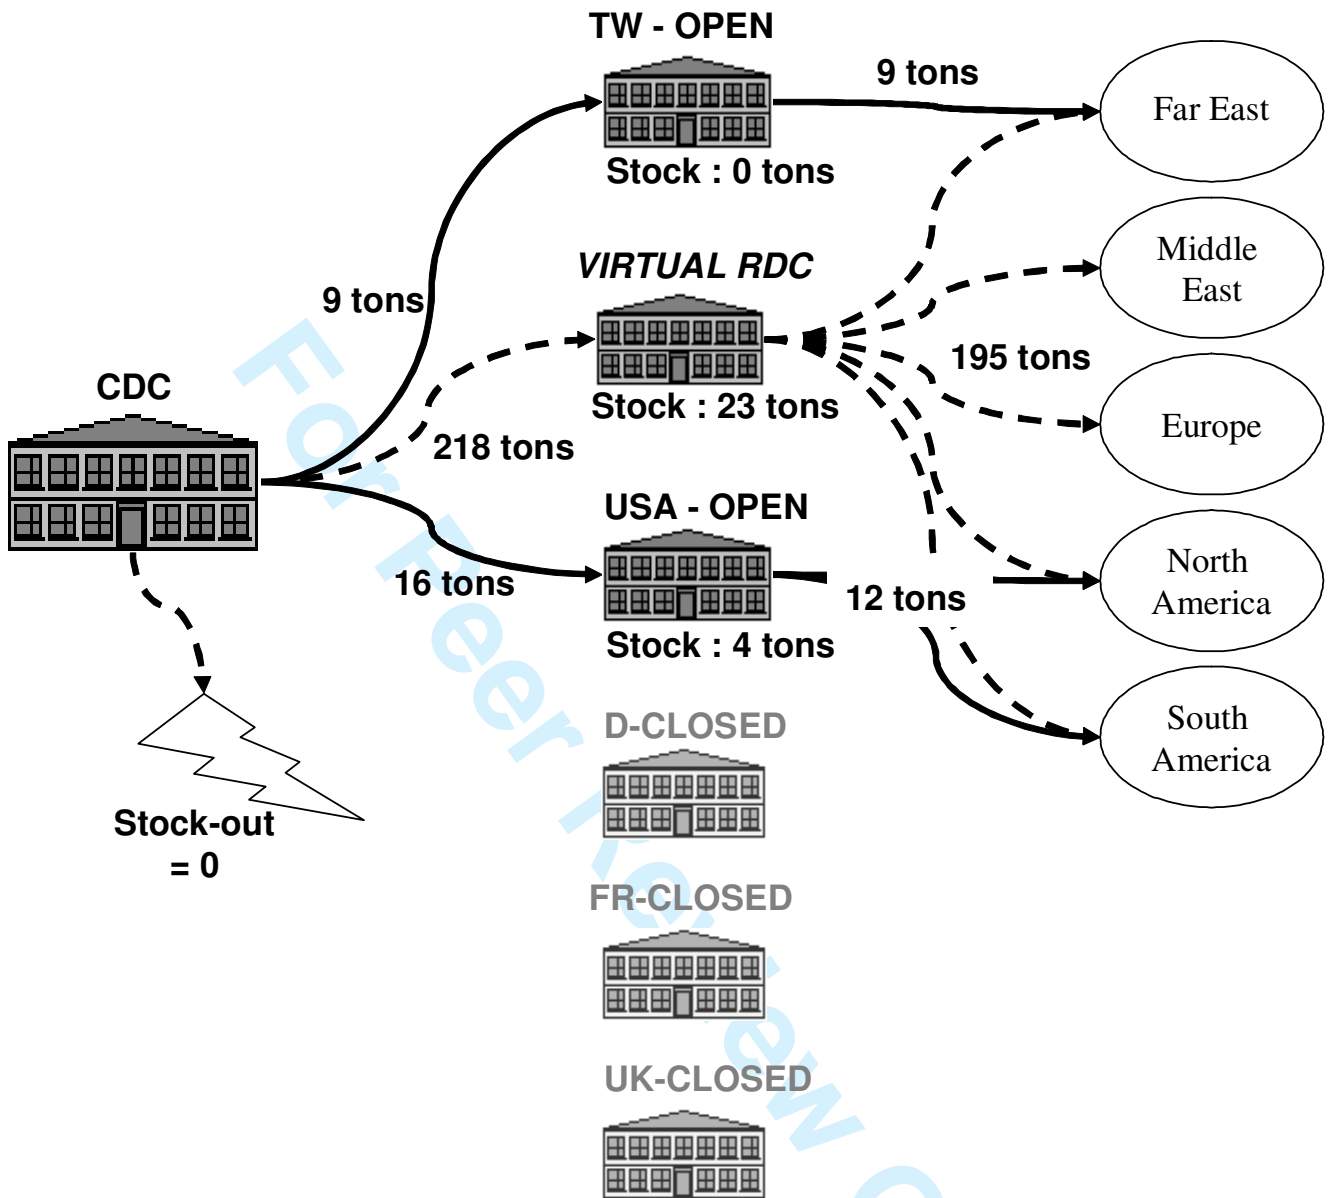 TW - OPEN
9 tons
Far East
Stock : 0 tons
Middle
East
VIRTUAL RDC
9 tons
195 tons
CDC
Stock : 23 tons
Europe
218 tons
USA - OPEN
North
America
16 tons
12 tons
Stock : 4 tons
South
America
D-CLOSED
Stock-out
= 0
FR-CLOSED
UK-CLOSED
For Peer Review